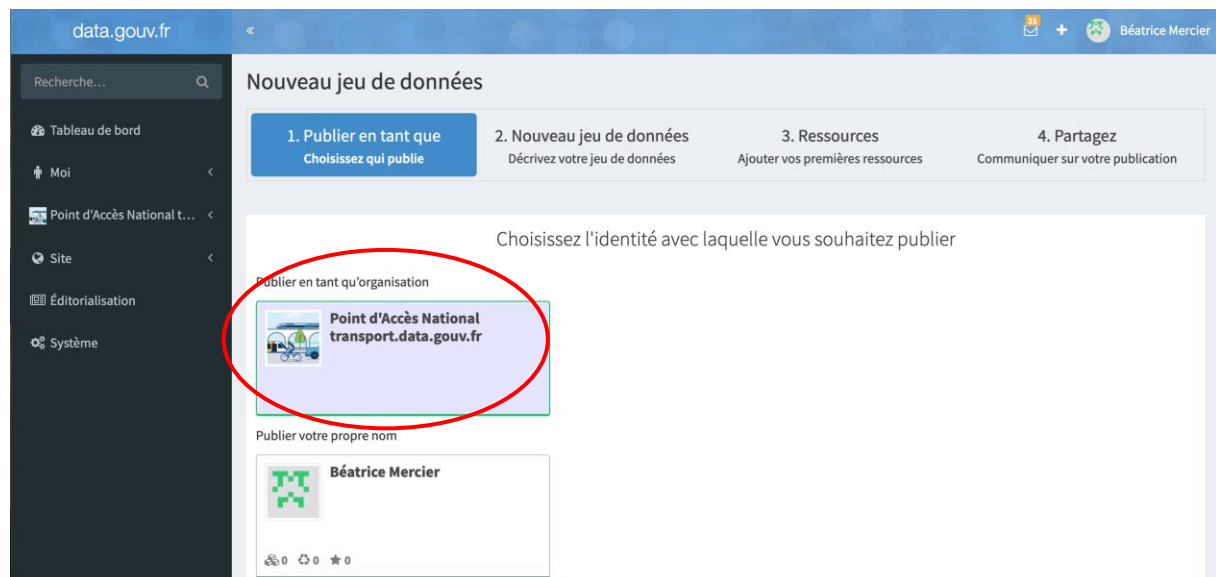 data.gouv.fr
«
21
Béatrice Mercier
Recherche...
Tableau de bord
Moi
Point d'Accès National t...
Site
Éditorialisation
Système
Nouveau jeu de données
1. Publier en tant que
Choisissez qui publie
2. Nouveau jeu de données
Décrivez votre jeu de données
3. Ressources
Ajouter vos premières ressources
4. Partagez
Communiquer sur votre publication
Choisissez l'identité avec laquelle vous souhaitez publier
Publier en tant qu'organisation
Point d'Accès National
transport.data.gouv.fr
Publier votre propre nom
Béatrice Mercier
0 0 0